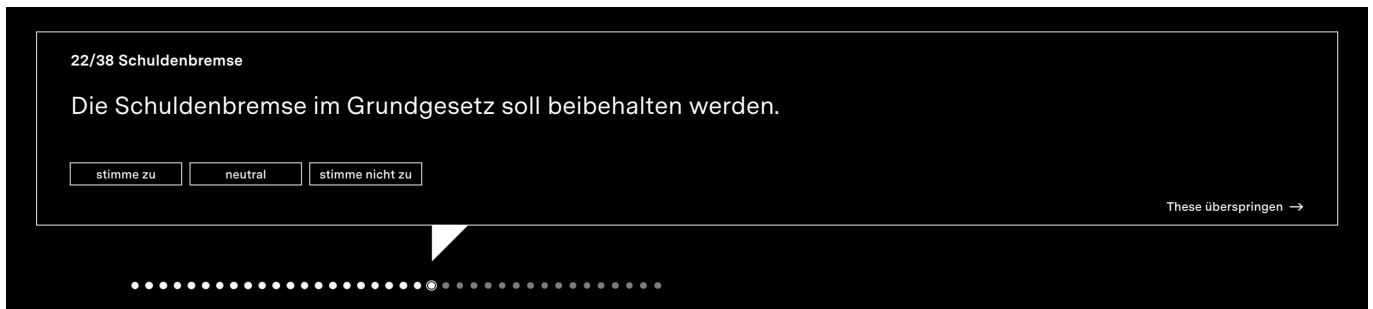 22/38 Schuldenbremse
Die Schuldenbremse im Grundgesetz soll beibehalten werden.
stimme zu
neutral
stimme nicht zu
These überspringen →